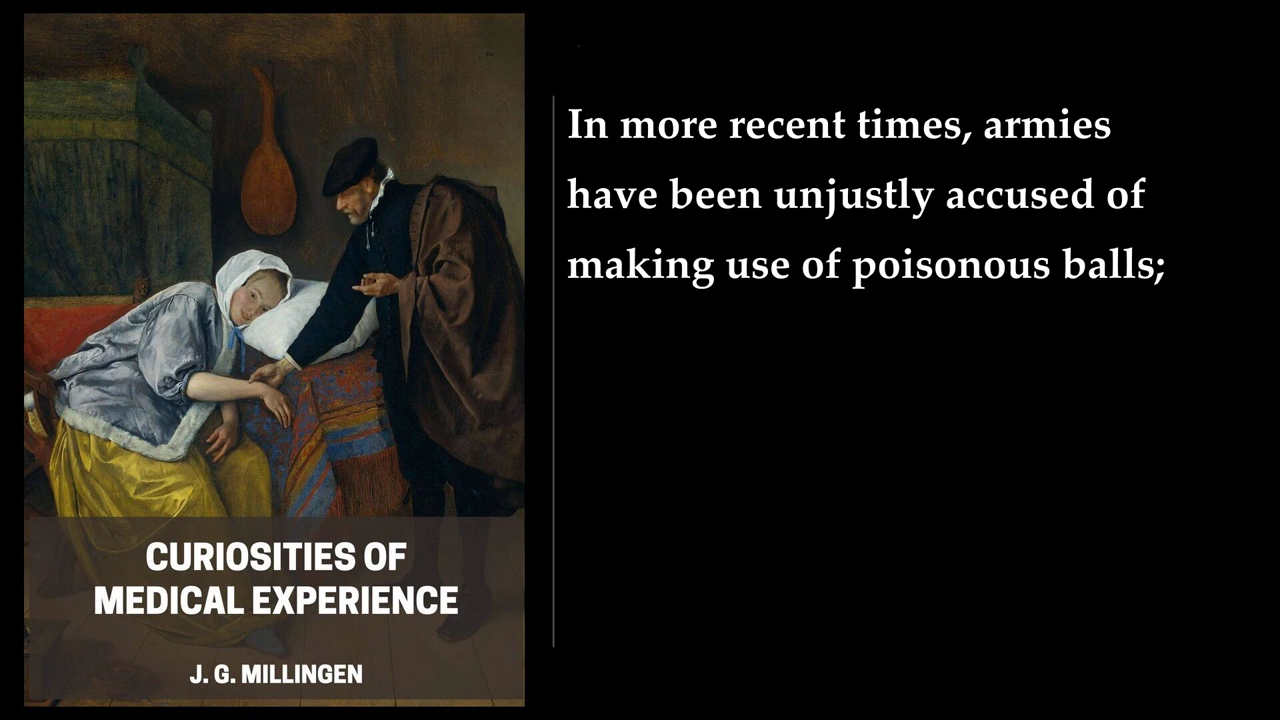 CURIOSITIES OF
MEDICAL EXPERIENCE
J. G. MILLINGEN
In more recent times, armies
have been unjustly accused of
making use of poisonous balls;